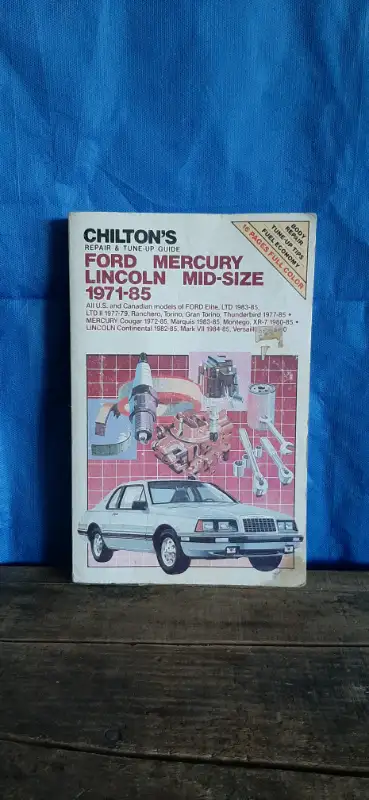 CHILTON'S
REPAIR & TUNE-UP GUIDE
FORD MERCURY
LINCOLN MID-SIZE
1971-85
All U.S. and Canadian models of FORD Elite, LTD 1983-85,
LTD II 1977-79, Ranchero, Torino, Gran Torino, Thunderbird 1977-85 •
MERCURY Cougar 1972-85, Marquis 1983-85, Montego, XR-7 1980-85 •
LINCOLN Continental 1982-85, Mark VII 1984-85,
BODY
REPAIR
TUNE-UP TIPS
FUEL ECONOMY
16 PAGES FULL COLOR